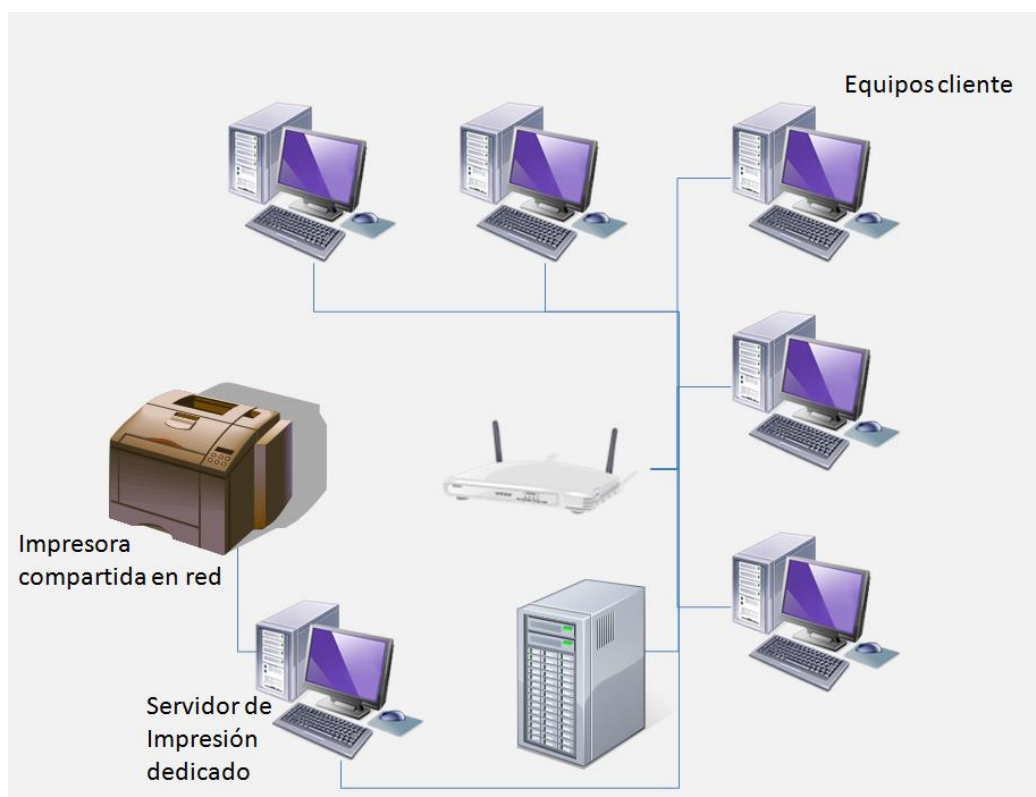 Equipos cliente
Impresora
compartida en red
Servidor de
Impresión
dedicado